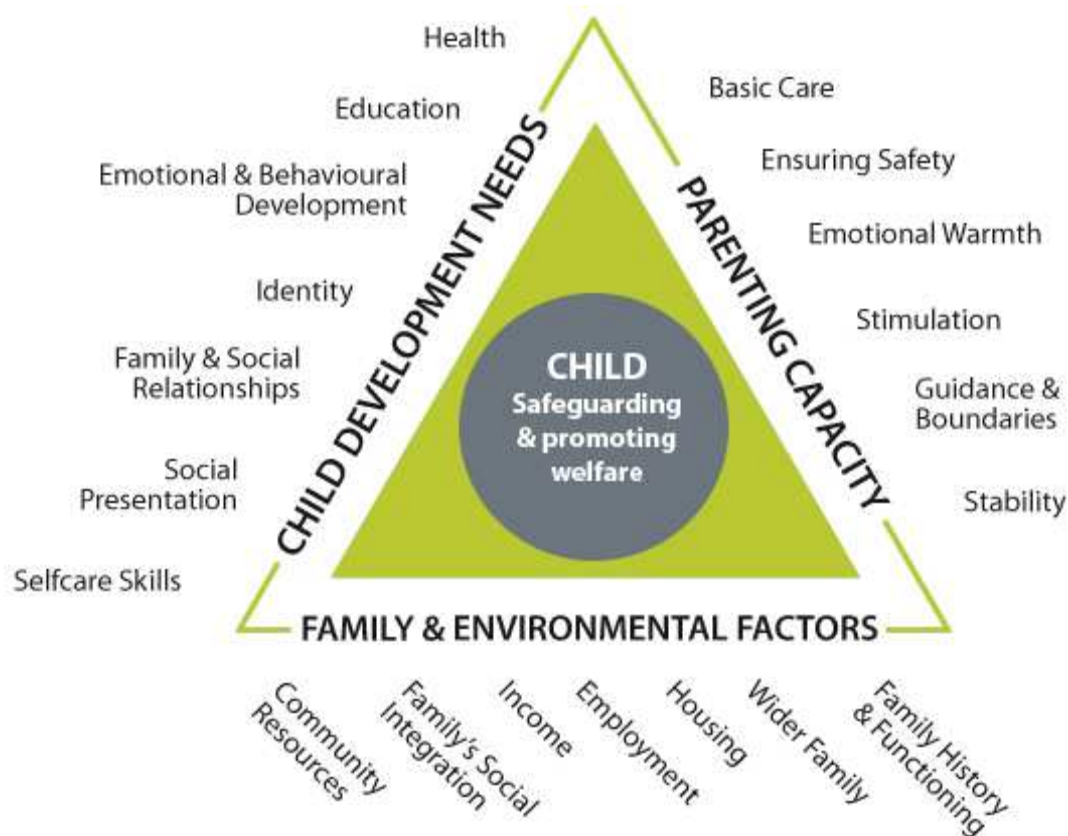 Health
Education
Emotional & Behavioural
Development
Identity
Family & Social
Relationships
Social
Presentation
Selfcare Skills
CHILD DEVELOPMENT NEEDS
Basic Care
Ensuring Safety
Emotional Warmth
Stimulation
Guidance &
Boundaries
Stability
PARENTING CAPACITY
CHILD
Safeguarding
& promoting
welfare
FAMILY & ENVIRONMENTAL FACTORS
Community
Resources
Family's Social
Integration
Income
Employment
Housing
Wider Family
Family History
& Functioning